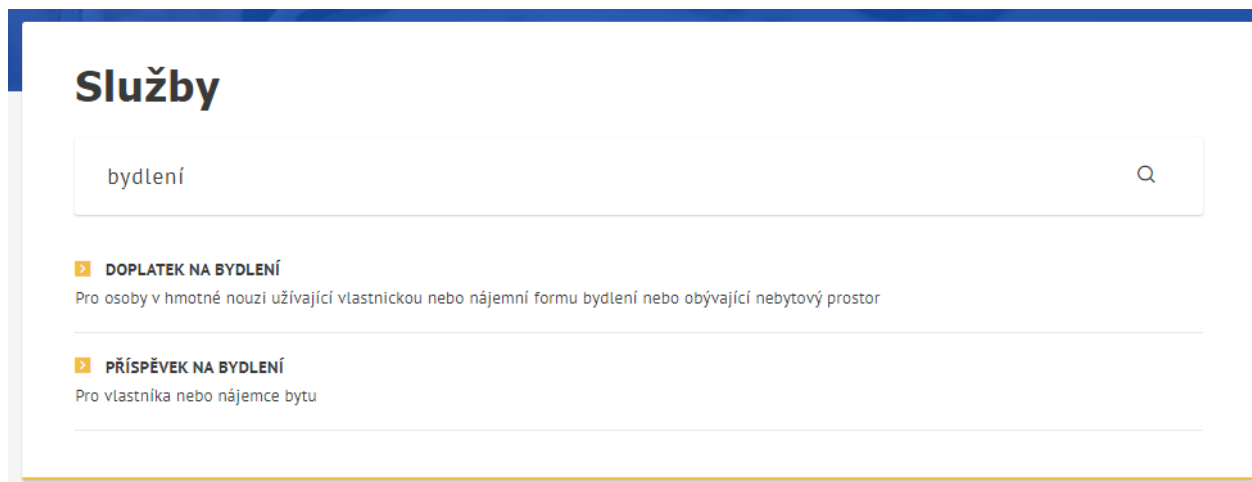 Služby
bydlení
DOPLATEK NA BYDLENÍ
Pro osoby v hmotné nouzi užívající vlastnickou nebo nájemní formu bydlení nebo obývající nebytový prostor
PŘÍSPĚVEK NA BYDLENÍ
Pro vlastníka nebo nájemce bytu